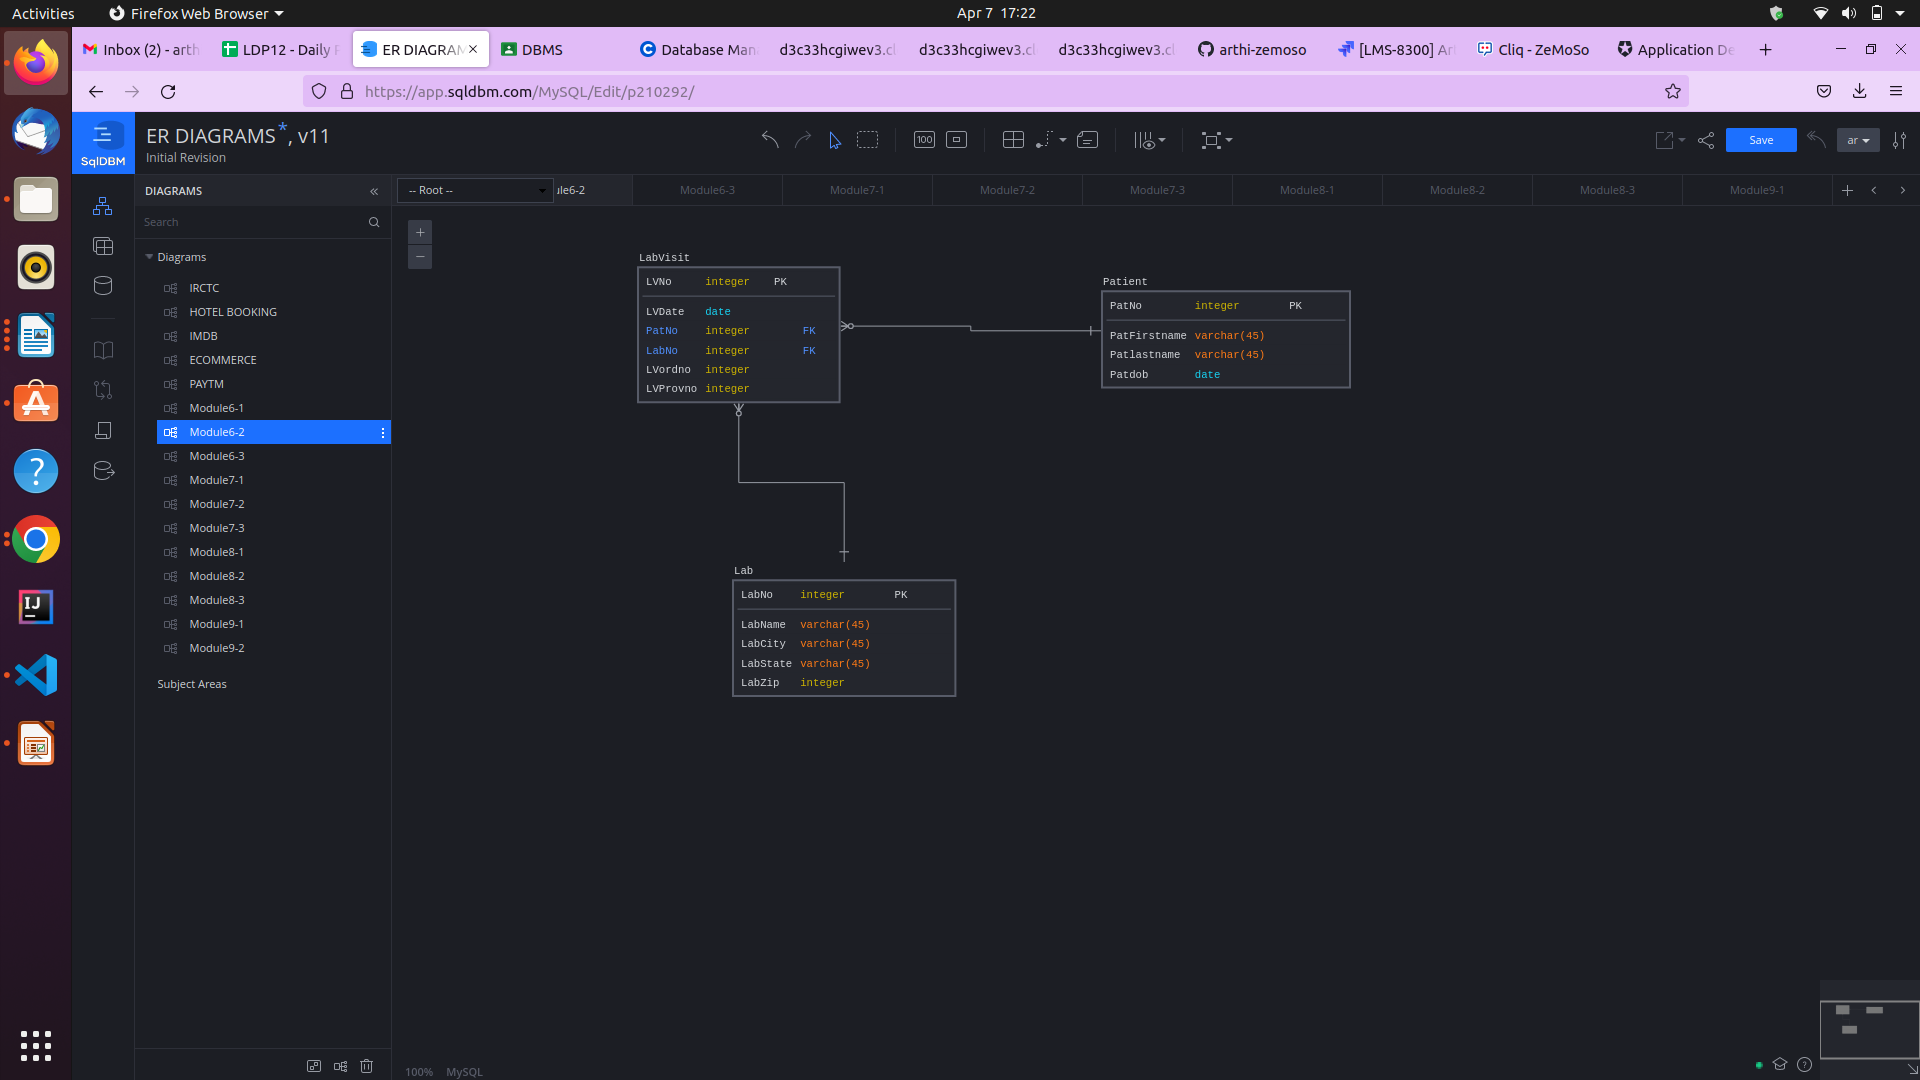 Activities
Firefox Web Browser
Apr 7 17:22
Inbox (2) - arth
LDP12 - Daily
ER DIAGRAM
DBMS
Database Man
d3c33hcgiwev3.cl
d3c33hcgiwev3.cl
d3c33hcgiwev3.cl
arthi-zemoso
[LMS-8300] Ar
Cliq - ZeMoSo
Application De
https://app.sqldbm.com/MySQL/Edit/p210292/
SqlDBM
ER DIAGRAMS*, v11
Initial Revision
100
Save
ar
DIAGRAMS
-- Root --
le6-2
Module6-3
Module7-1
Module7-2
Module7-3
Module8-1
Module8-2
Module8-3
Module9-1
Search
Diagrams
IRCTC
HOTEL BOOKING
IMDB
ECOMMERCE
PAYTM
Module6-1
Module6-2
Module6-3
Module7-1
Module7-2
Module7-3
Module8-1
Module8-2
Module8-3
Module9-1
Module9-2
Subject Areas
LabVisit
LVNo integer PK
LVDate date
PatNo integer FK
LabNo integer FK
LVordno integer
LVProvno integer
Patient
PatNo integer PK
PatFirstname varchar(45)
Patlastname varchar(45)
Patdob date
Lab
LabNo integer PK
LabName varchar(45)
LabCity varchar(45)
LabState varchar(45)
LabZip integer
100% MySQL